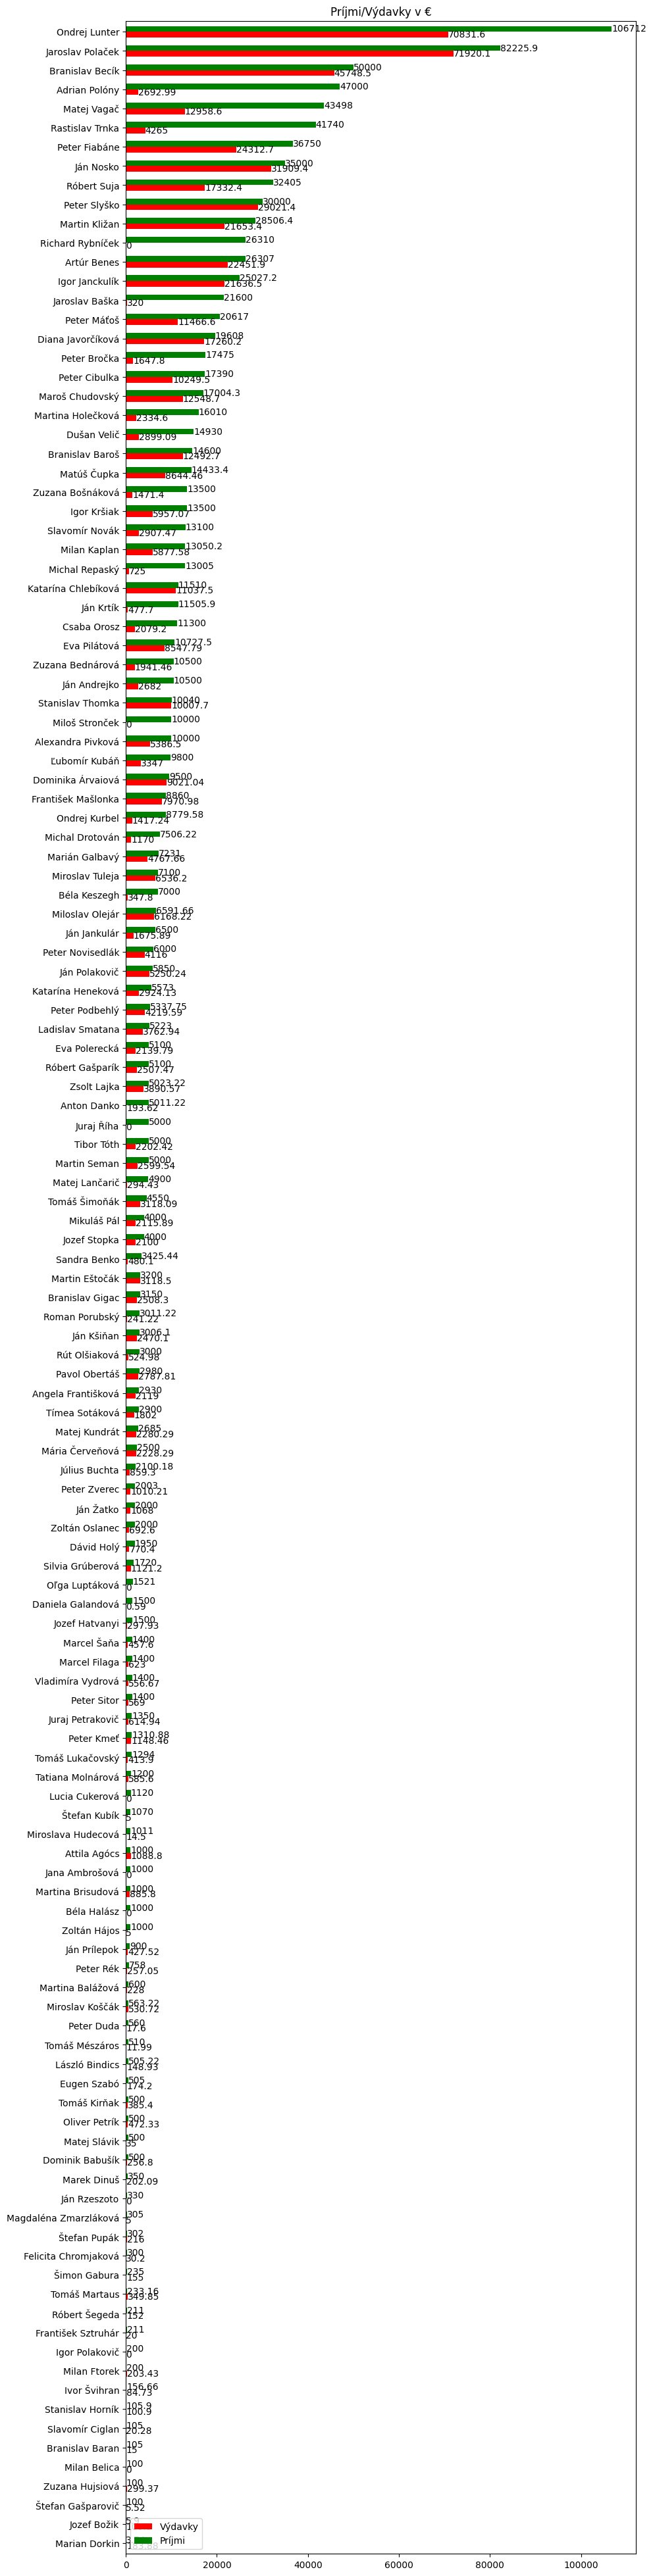 Príjmi/Výdavky v €
Ondrej Lunter 106712 70831.6
Jaroslav Polaček 82225.9 71920.1
Branislav Becík 50000 45748.5
Adrian Polóny 47000 2692.99
Matej Vagač 43498 12958.6
Rastislav Trnka 41740 4265
Peter Fiabáne 36750 24312.7
Ján Nosko 35000 31909.4
Róbert Suja 32405 17332.4
Peter Slyško 30000 29021.4
Martin Kližan 28506.4 21653.4
Richard Rybníček 26310 0
Artúr Benes 26307 22451.9
Igor Janckulík 25027.2 21636.5
Jaroslav Baška 21600 320
Peter Máťoš 20617 11466.6
Diana Javorčíková 19608 17260.2
Peter Bročka 17475 1647.8
Peter Cibulka 17390 10249.5
Maroš Chudovský 17004.3 12548.7
Martina Holečková 16010 2334.6
Dušan Velič 14930 2899.09
Branislav Baroš 14600 12492.7
Matúš Čupka 14433.4 8644.46
Zuzana Bošnáková 13500 1471.4
Igor Kršiak 13500 5957.07
Slavomír Novák 13100 2907.47
Milan Kaplan 13050.2 5877.58
Michal Repaský 13005 725
Katarína Chlebíková 11510 11037.5
Ján Krtík 11505.9 477.7
Csaba Orosz 11300 2079.2
Eva Pilátová 10727.5 8547.79
Zuzana Bednárová 10500 1941.46
Ján Andrejko 10500 2682
Stanislav Thomka 10040 10007.7
Miloš Stronček 10000 0
Alexandra Pivková 10000 5386.5
Ľubomír Kubáň 9800 3347
Dominika Árvaiová 9500 9021.04
František Mašlonka 8860 7970.98
Ondrej Kurbel 8779.58 1417.24
Michal Drotován 7506.22 1170
Marián Galbavý 7231 4767.66
Miroslav Tuleja 7100 6536.2
Béla Keszegh 7000 347.8
Miloslav Olejár 6591.66 6168.22
Ján Jankulár 6500 1675.89
Peter Novisedlák 6000 4116
Ján Polakovič 5850 5250.24
Katarína Heneková 5573 2924.13
Peter Podbehlý 5337.75 4219.59
Ladislav Smatana 5223 3762.94
Eva Polerecká 5100 2139.79
Róbert Gašparík 5100 2507.47
Zsolt Lajka 5023.22 3890.57
Anton Danko 5011.22 193.62
Juraj Říha 5000 0
Tibor Tóth 5000 2202.42
Martin Seman 5000 2599.54
Matej Lančarič 4900 294.43
Tomáš Šimoňák 4550 3118.09
Mikuláš Pál 4000 2115.89
Jozef Stopka 4000 2100
Sandra Benko 3425.44 480.1
Martin Eštočák 3200 3118.5
Branislav Gigac 3150 2508.3
Roman Porubský 3011.22 241.22
Ján Kšiňan 3006.1 2470.1
Rút Olšiaková 3000 524.98
Pavol Obertáš 2980 2787.81
Angela Františková 2930 2119
Tímea Sotáková 2900 1802
Matej Kundrát 2685 2280.29
Mária Červeňová 2500 2228.29
Július Buchta 2100.18 859.3
Peter Zverec 2003 1010.21
Ján Žatko 2000 1068
Zoltán Oslanec 2000 692.6
Dávid Holý 1950 770.4
Silvia Grúberová 1720 1121.2
Oľga Luptáková 1521 0
Daniela Galandová 1500 0.59
Jozef Hatvanyi 1500 297.93
Marcel Šaňa 1400 457.6
Marcel Filaga 1400 623
Vladimíra Vydrová 1400 556.67
Peter Sitor 1400 569
Juraj Petrakovič 1350 614.94
Peter Kmeť 1310.88 1148.46
Tomáš Lukačovský 1294 413.9
Tatiana Molnárová 1200 585.6
Lucia Cukerová 1120 0
Štefan Kubík 1070 5
Miroslava Hudecová 1011 14.5
Attila Agócs 1000 1088.8
Jana Ambrošová 1000 0
Martina Brisudová 1000 885.8
Béla Halász 1000 0
Zoltán Hájos 1000 5
Ján Prílepok 900 427.52
Peter Rék 758 257.05
Martina Balážová 600 228
Miroslav Koščák 563.22 530.72
Peter Duda 560 17.6
Tomáš Mészáros 510 11.99
László Bindics 505.22 148.93
Eugen Szabó 505 174.2
Tomáš Kirňak 500 385.4
Oliver Petrík 500 472.33
Matej Slávik 500 35
Dominik Babušík 500 256.8
Marek Dinuš 350 202.09
Ján Rzeszoto 330 0
Magdaléna Zmarzláková 305 5
Štefan Pupák 302 216
Felicita Chromjaková 300 30.2
Šimon Gabura 235 155
Tomáš Martaus 233.16 349.85
Róbert Šegeda 211 152
František Sztruhár 211 20
Igor Polakovič 200 0
Milan Ftorek 200 203.43
Ivor Švihran 156.66 84.73
Stanislav Horník 105.9 100.9
Slavomír Ciglan 105 20.28
Branislav Baran 105 15
Milan Belica 100 0
Zuzana Hujsiová 100 299.37
Štefan Gašparovič 100 5.52
Jozef Božik
Marian Dorkin
Výdavky
Príjmi
0 20000 40000 60000 80000 100000